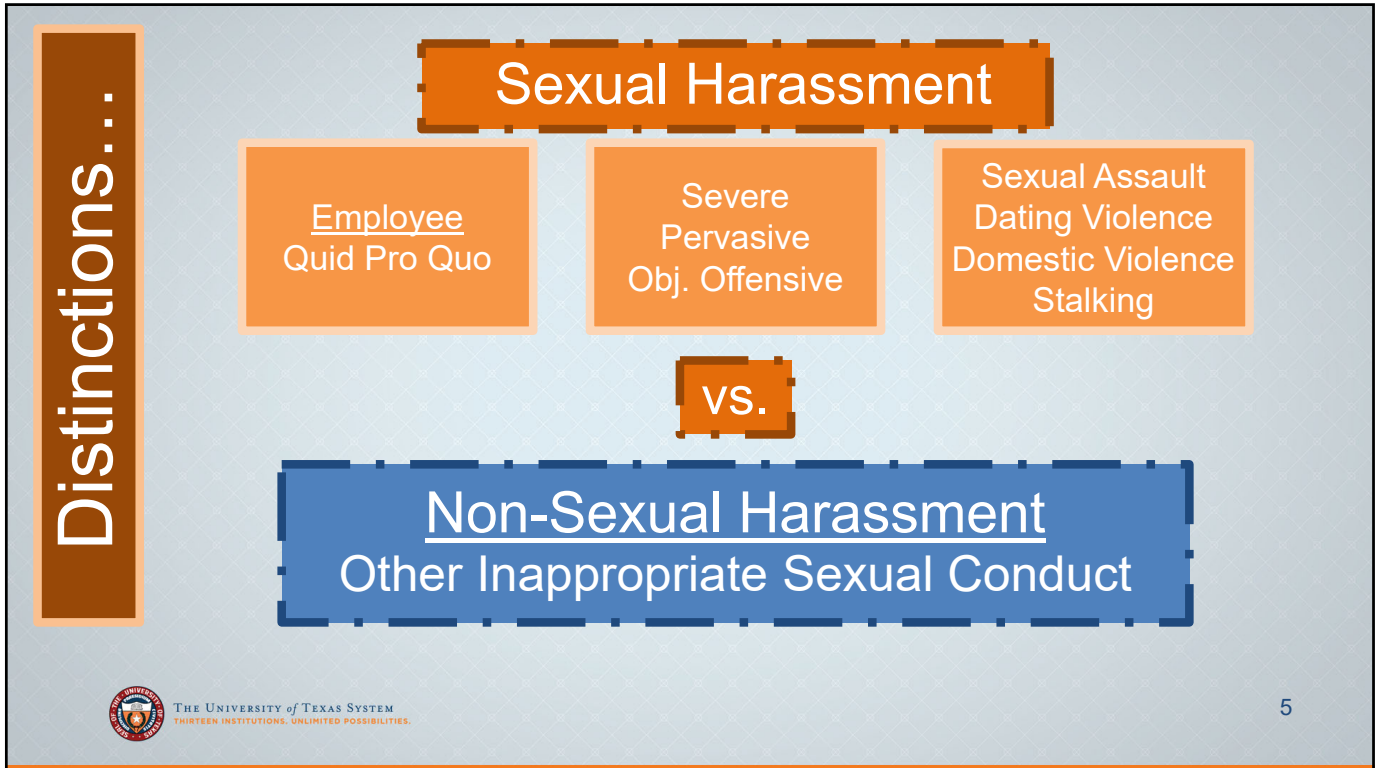 Distinctions...
Sexual Harassment
Employee
Quid Pro Quo
Severe
Pervasive
Obj. Offensive
Sexual Assault
Dating Violence
Domestic Violence
Stalking
vs.
Non-Sexual Harassment
Other Inappropriate Sexual Conduct
THE UNIVERSITY of TEXAS SYSTEM
THIRTEEN INSTITUTIONS. UNLIMITED POSSIBILITIES.
5